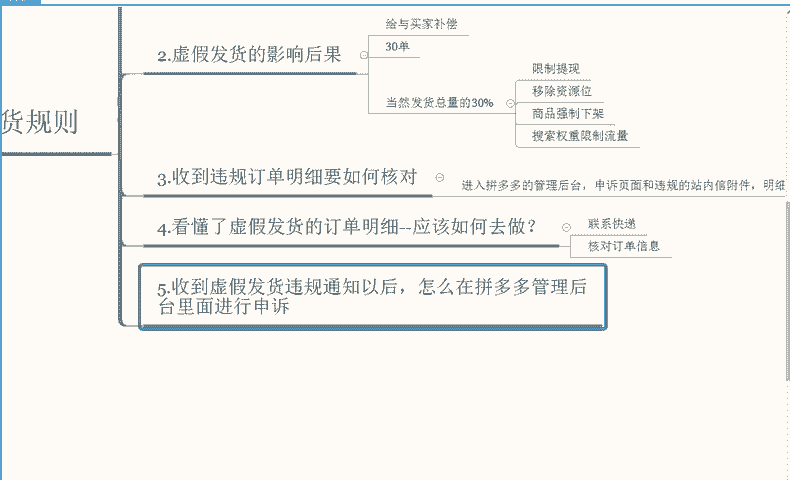 给与买家补偿
2.虚假发货的影响后果
30单
限制提现
移除资源位
当然发货总量的30%
商品强制下架
货规则
搜索权重限制流量
3.收到违规订单明细要如何核对
进入拼多多的管理后台，申诉页面和违规的站内信附件，明细
4.看懂了虚假发货的订单明细--应该如何去做？
联系快递
核对订单信息
5.收到虚假发货违规通知以后，怎么在拼多多管理后
台里面进行申诉